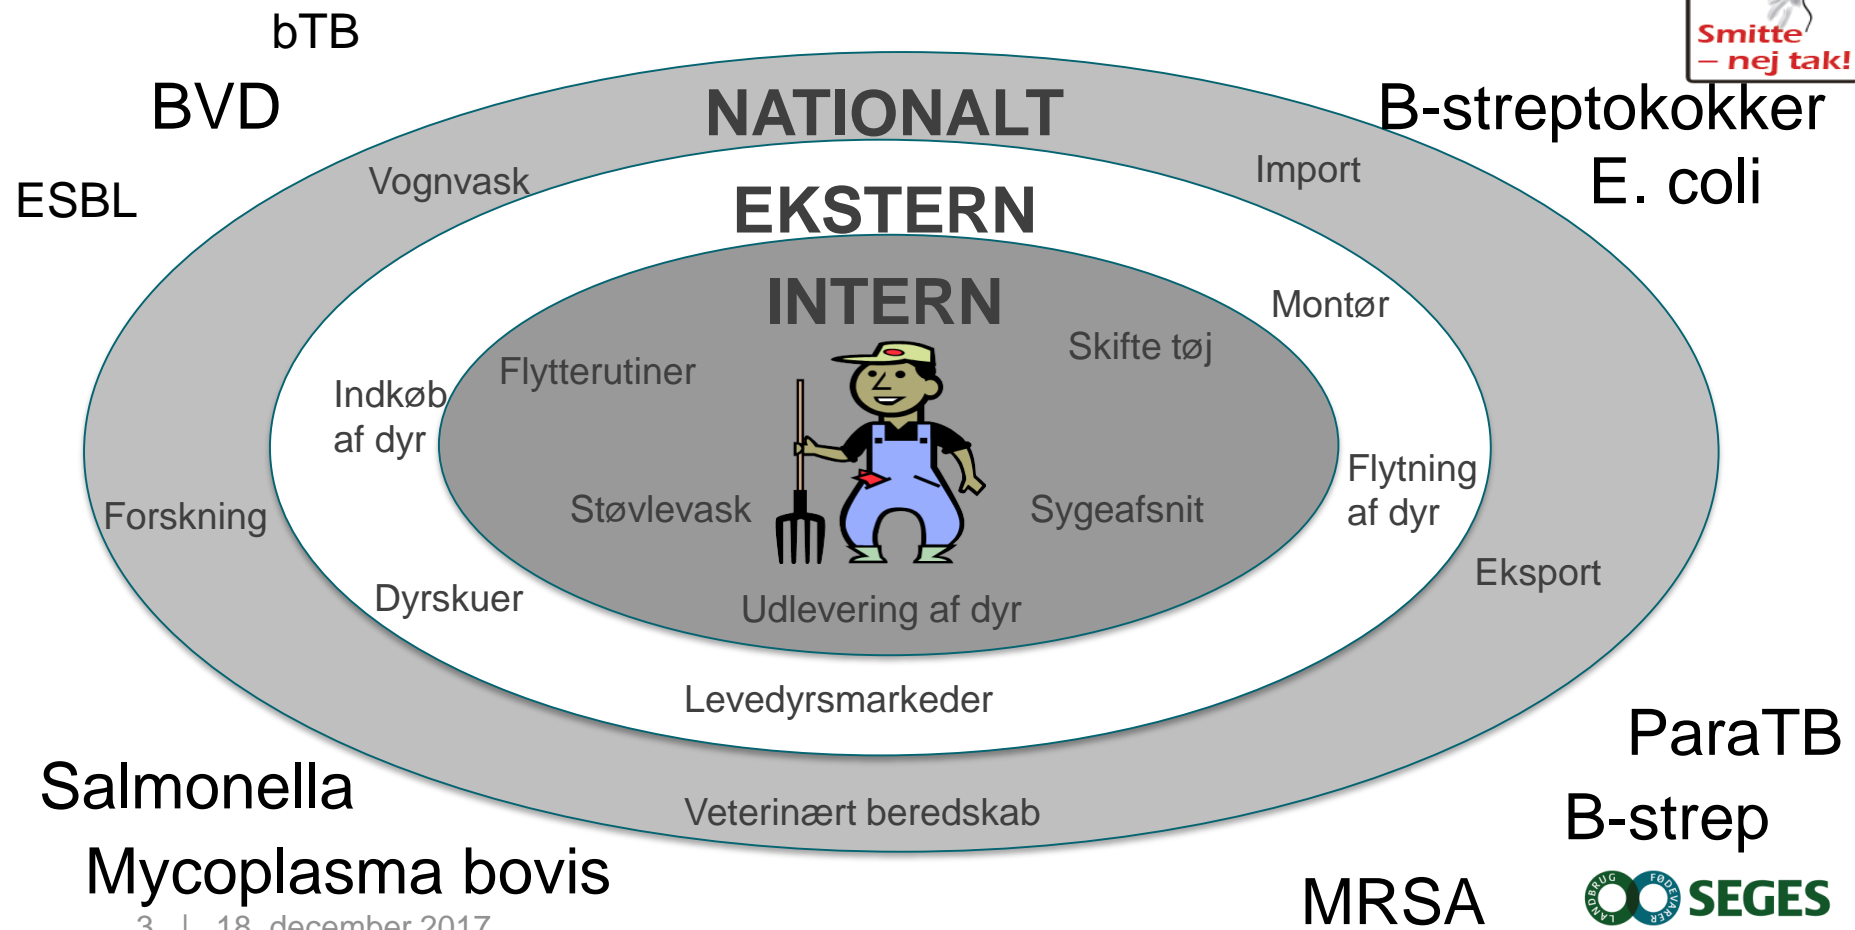 bTB
Smitte
– nej tak!
BVD
NATIONALT
B-streptokokker
Vognvask
Import
E. coli
ESBL
EKSTERN
INTERN
Montør
Skifte tøj
Flytterutiner
Indkøb
af dyr
Flytning
af dyr
Forskning
Støvlevask
Sygeafsnit
Eksport
Dyrskuer
Udlevering af dyr
Levedyrsmarkeder
ParaTB
Salmonella
Veterinært beredskab
B-strep
Mycoplasma bovis
MRSA
LANDBRUG
FØDEVARER
SEGES
3 | 18. december 2017